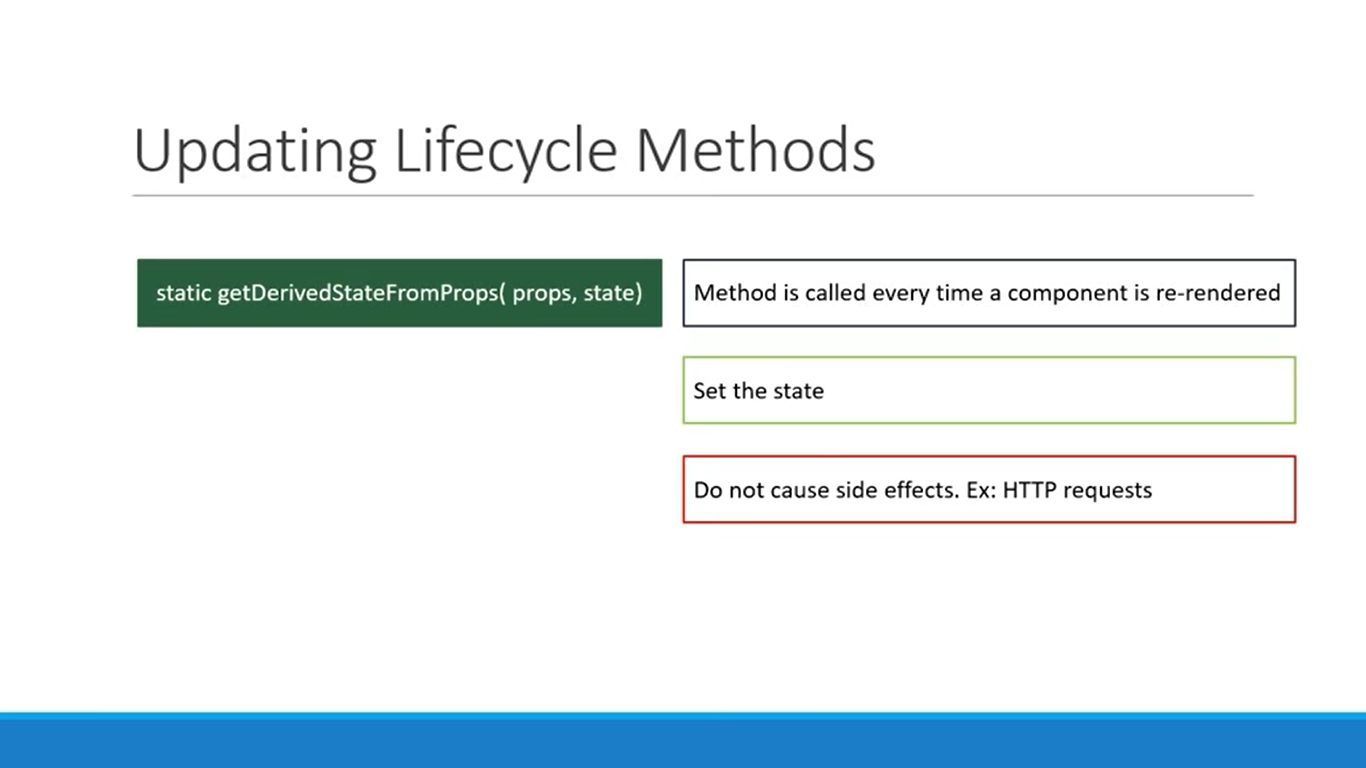 Updating Lifecycle Methods
static getDerivedStateFromProps( props, state)
Method is called every time a component is re-rendered
Set the state
Do not cause side effects. Ex: HTTP requests